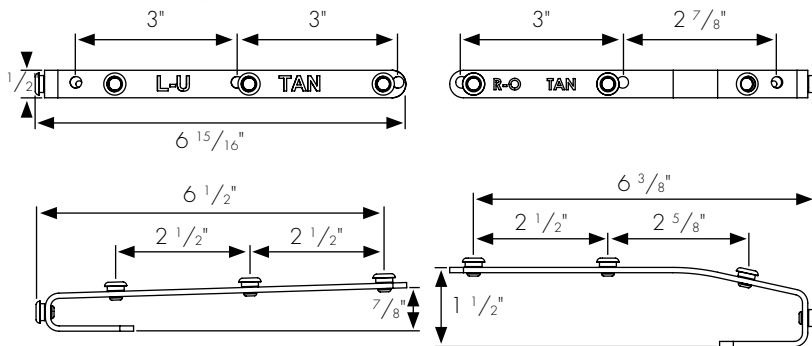 3" 3" 3" 2 7/8"
1/2" L-U TAN R-O TAN
6 15/16"
6 1/2" 6 3/8"
2 1/2" 2 1/2" 2 1/2" 2 5/8"
7/8" 1 1/2"